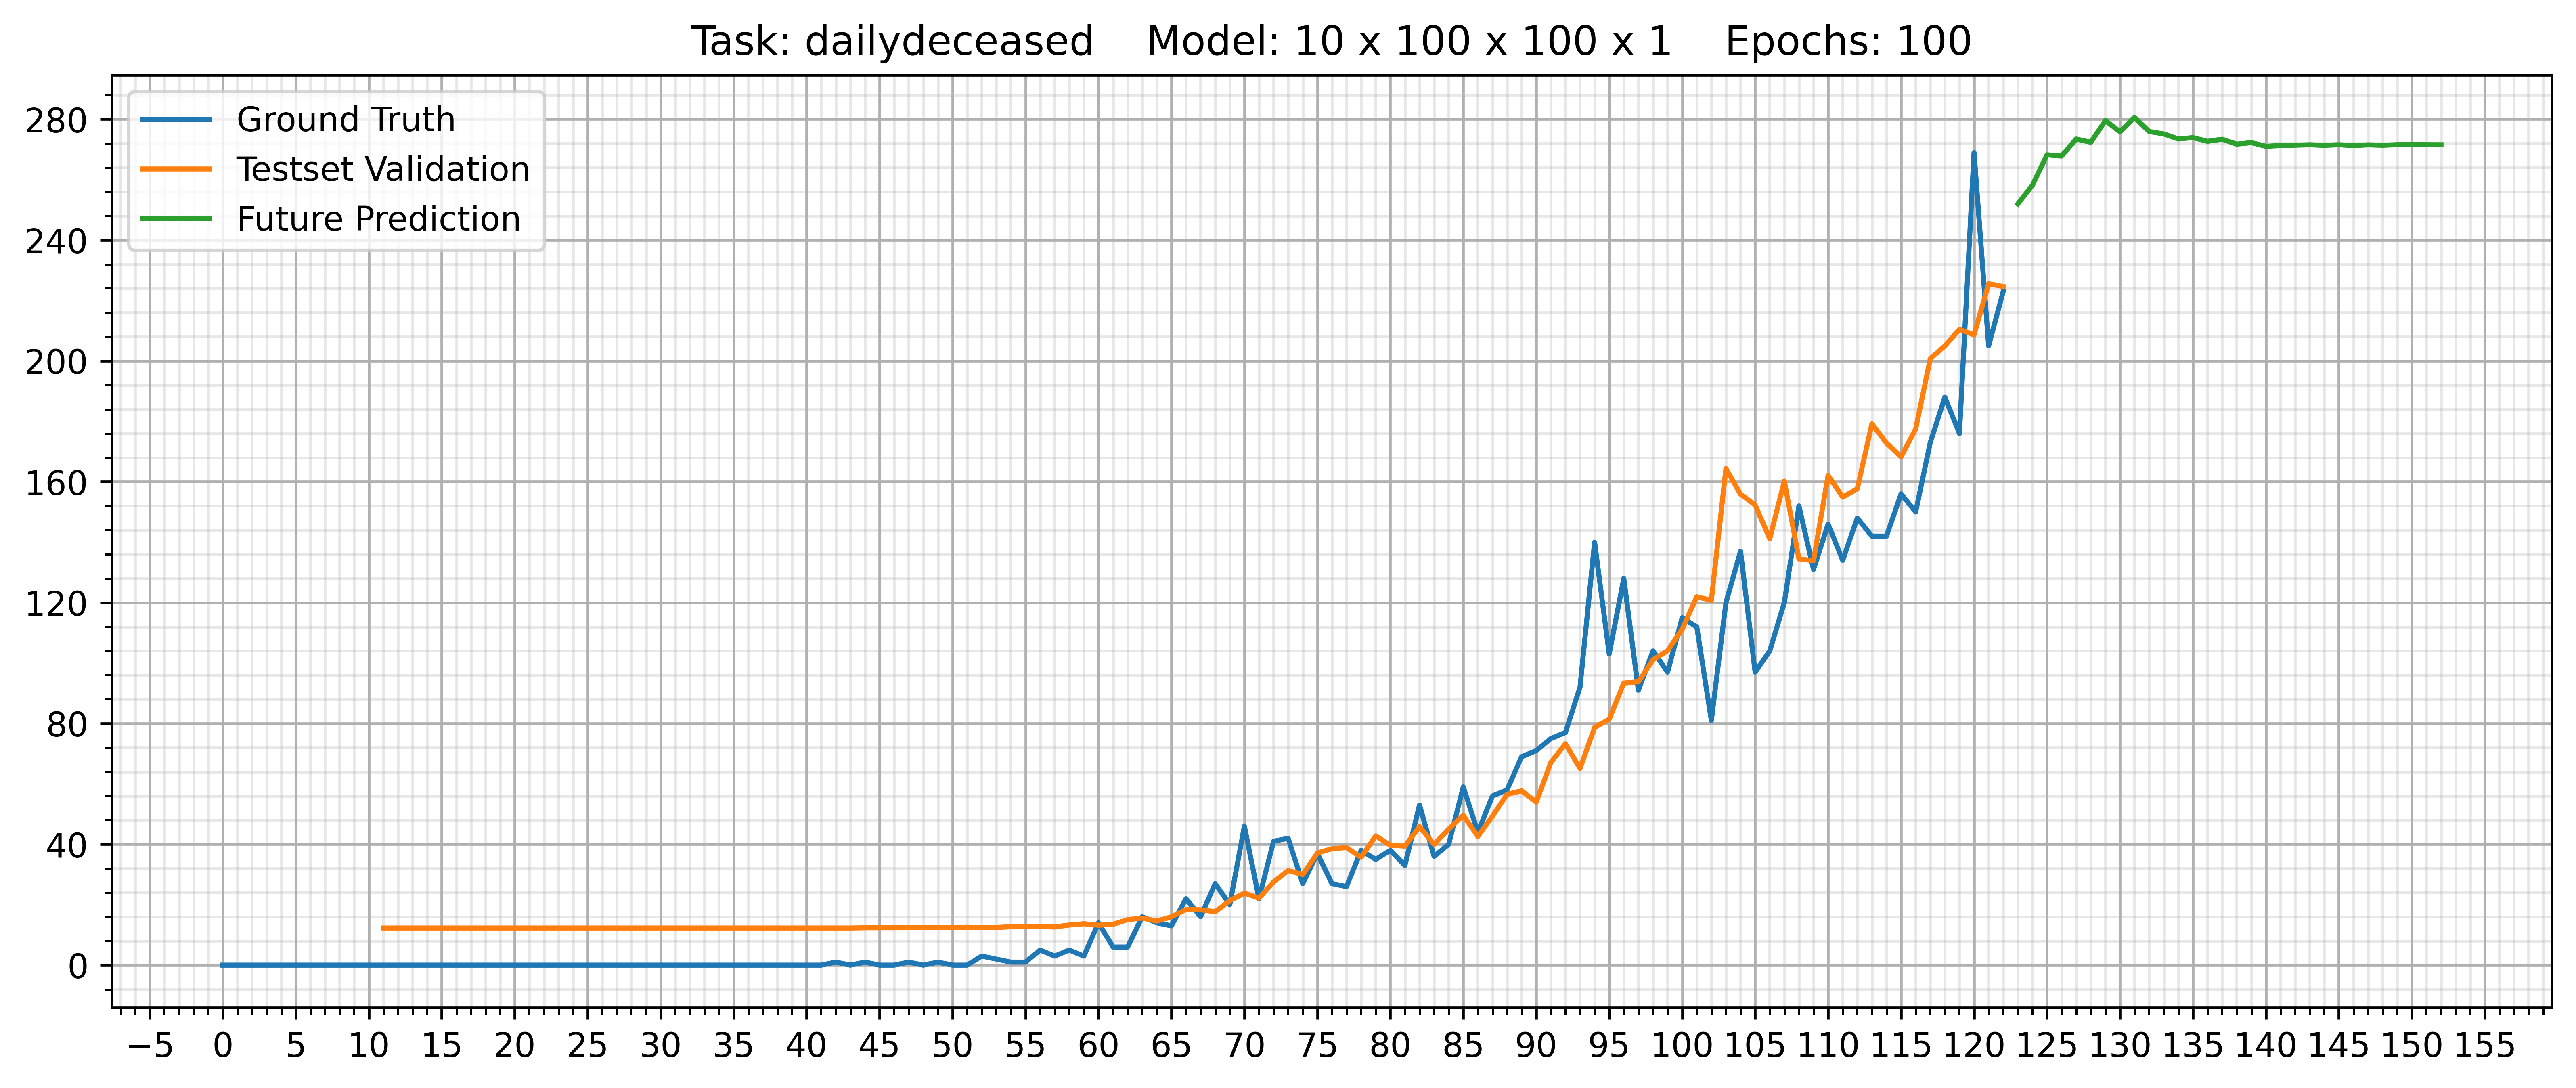 Task: dailydeceased    Model: 10 x 100 x 100 x 1    Epochs: 100
Ground Truth
Testset Validation
Future Prediction
280
240
200
160
120
80
40
0
−5 0 5 10 15 20 25 30 35 40 45 50 55 60 65 70 75 80 85 90 95 100 105 110 115 120 125 130 135 140 145 150 155